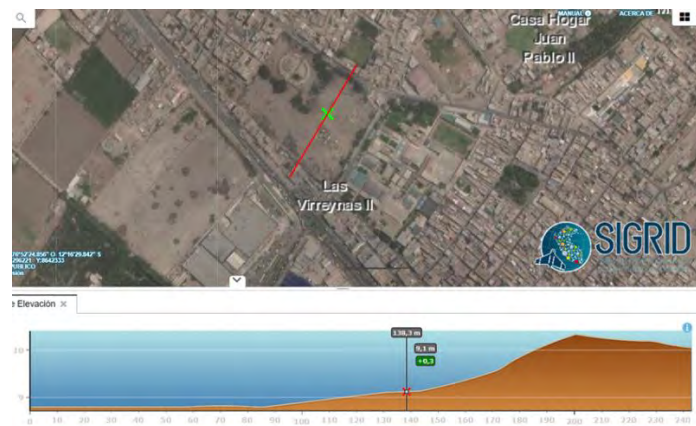 MANUAL
ACERCA DE
Casa Hogar
Juan
Pablo II
Las
Virreynas II
SIGRID
e Elevación ×
138,3 m
9,1 m
+0,3
10
9
0 10 20 30 40 50 60 70 80 90 100 110 120 130 140 150 160 170 180 190 200 210 220 230 240